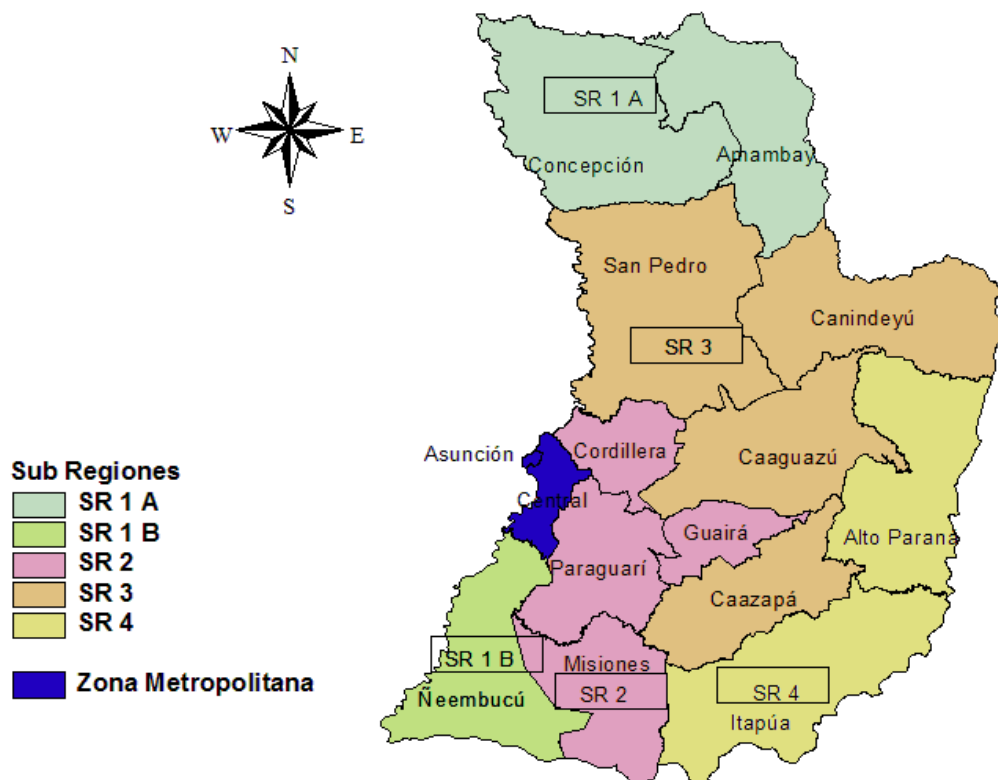 N
W E
S
SR 1 A
Concepción
Amambay
San Pedro
Canindeyú
SR 3
Asunción
Cordillera
Caaguazú
Central
Guairá
Alto Paraná
Paraguarí
Caazapá
SR 1 B
Misiones
SR 2
SR 4
Ñeembucú
Itapúa
Sub Regiones
SR 1 A
SR 1 B
SR 2
SR 3
SR 4
Zona Metropolitana